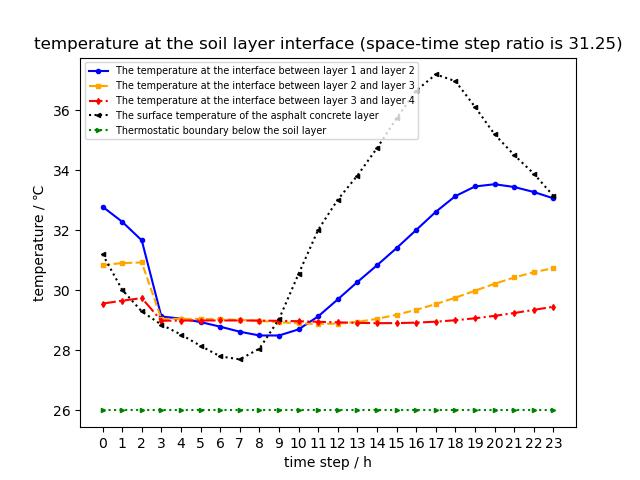 temperature at the soil layer interface (space-time step ratio is 31.25)
The temperature at the interface between layer 1 and layer 2
The temperature at the interface between layer 2 and layer 3
The temperature at the interface between layer 3 and layer 4
The surface temperature of the asphalt concrete layer
Thermostatic boundary below the soil layer
temperature / ℃
36
34
32
30
28
26
0 1 2 3 4 5 6 7 8 9 10 11 12 13 14 15 16 17 18 19 20 21 22 23
time step / h